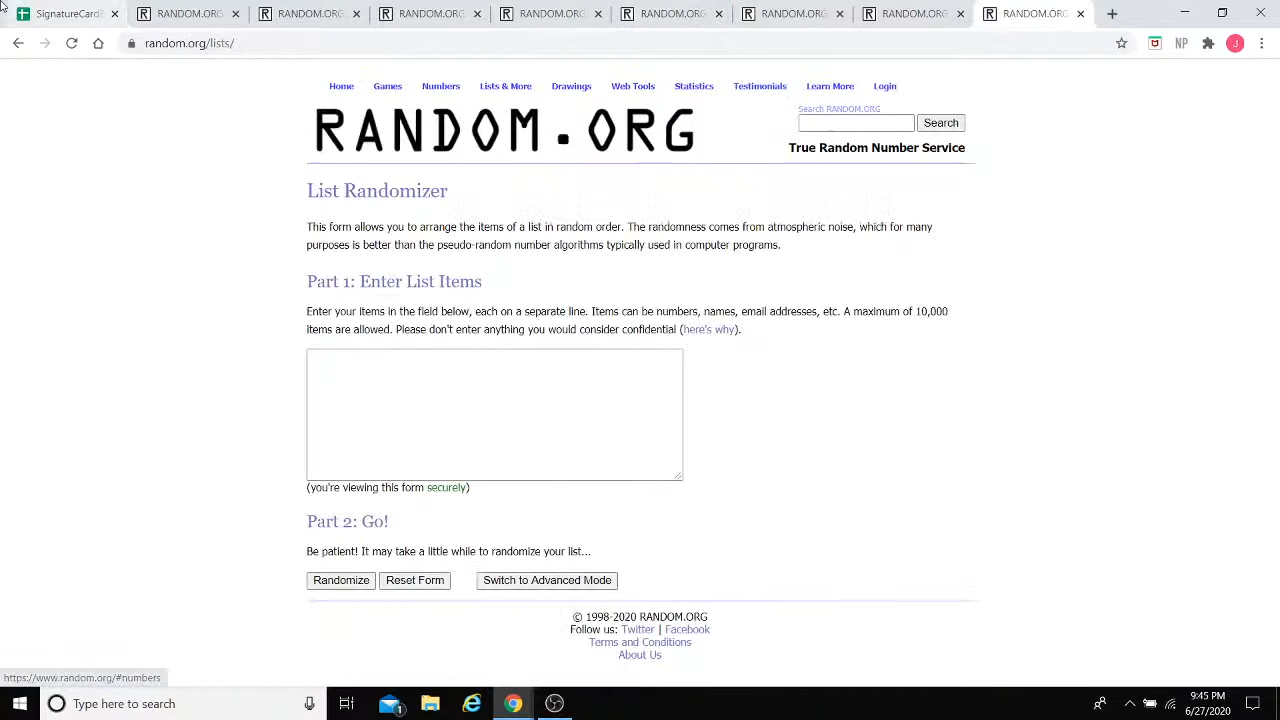 SignatureCardB
RANDOM.ORG
RANDOM.ORG
RANDOM.ORG
RANDOM.ORG
RANDOM.ORG
RANDOM.ORG
RANDOM.ORG
RANDOM.ORG
random.org/lists/
NP
J
Home Games Numbers Lists & More Drawings Web Tools Statistics Testimonials Learn More Login
RANDOM.ORG
Search RANDOM.ORG
Search
True Random Number Service
List Randomizer
This form allows you to arrange the items of a list in random order. The randomness comes from atmospheric noise, which for many
purposes is better than the pseudo-random number algorithms typically used in computer programs.
Part 1: Enter List Items
Enter your items in the field below, each on a separate line. Items can be numbers, names, email addresses, etc. A maximum of 10,000
items are allowed. Please don't enter anything you would consider confidential (here's why).
(you're viewing this form securely)
Part 2: Go!
Be patient! It may take a little while to randomize your list...
Randomize Reset Form Switch to Advanced Mode
© 1998-2020 RANDOM.ORG
Follow us: Twitter | Facebook
Terms and Conditions
About Us
https://www.random.org/#numbers
Type here to search
1
9:45 PM
6/27/2020